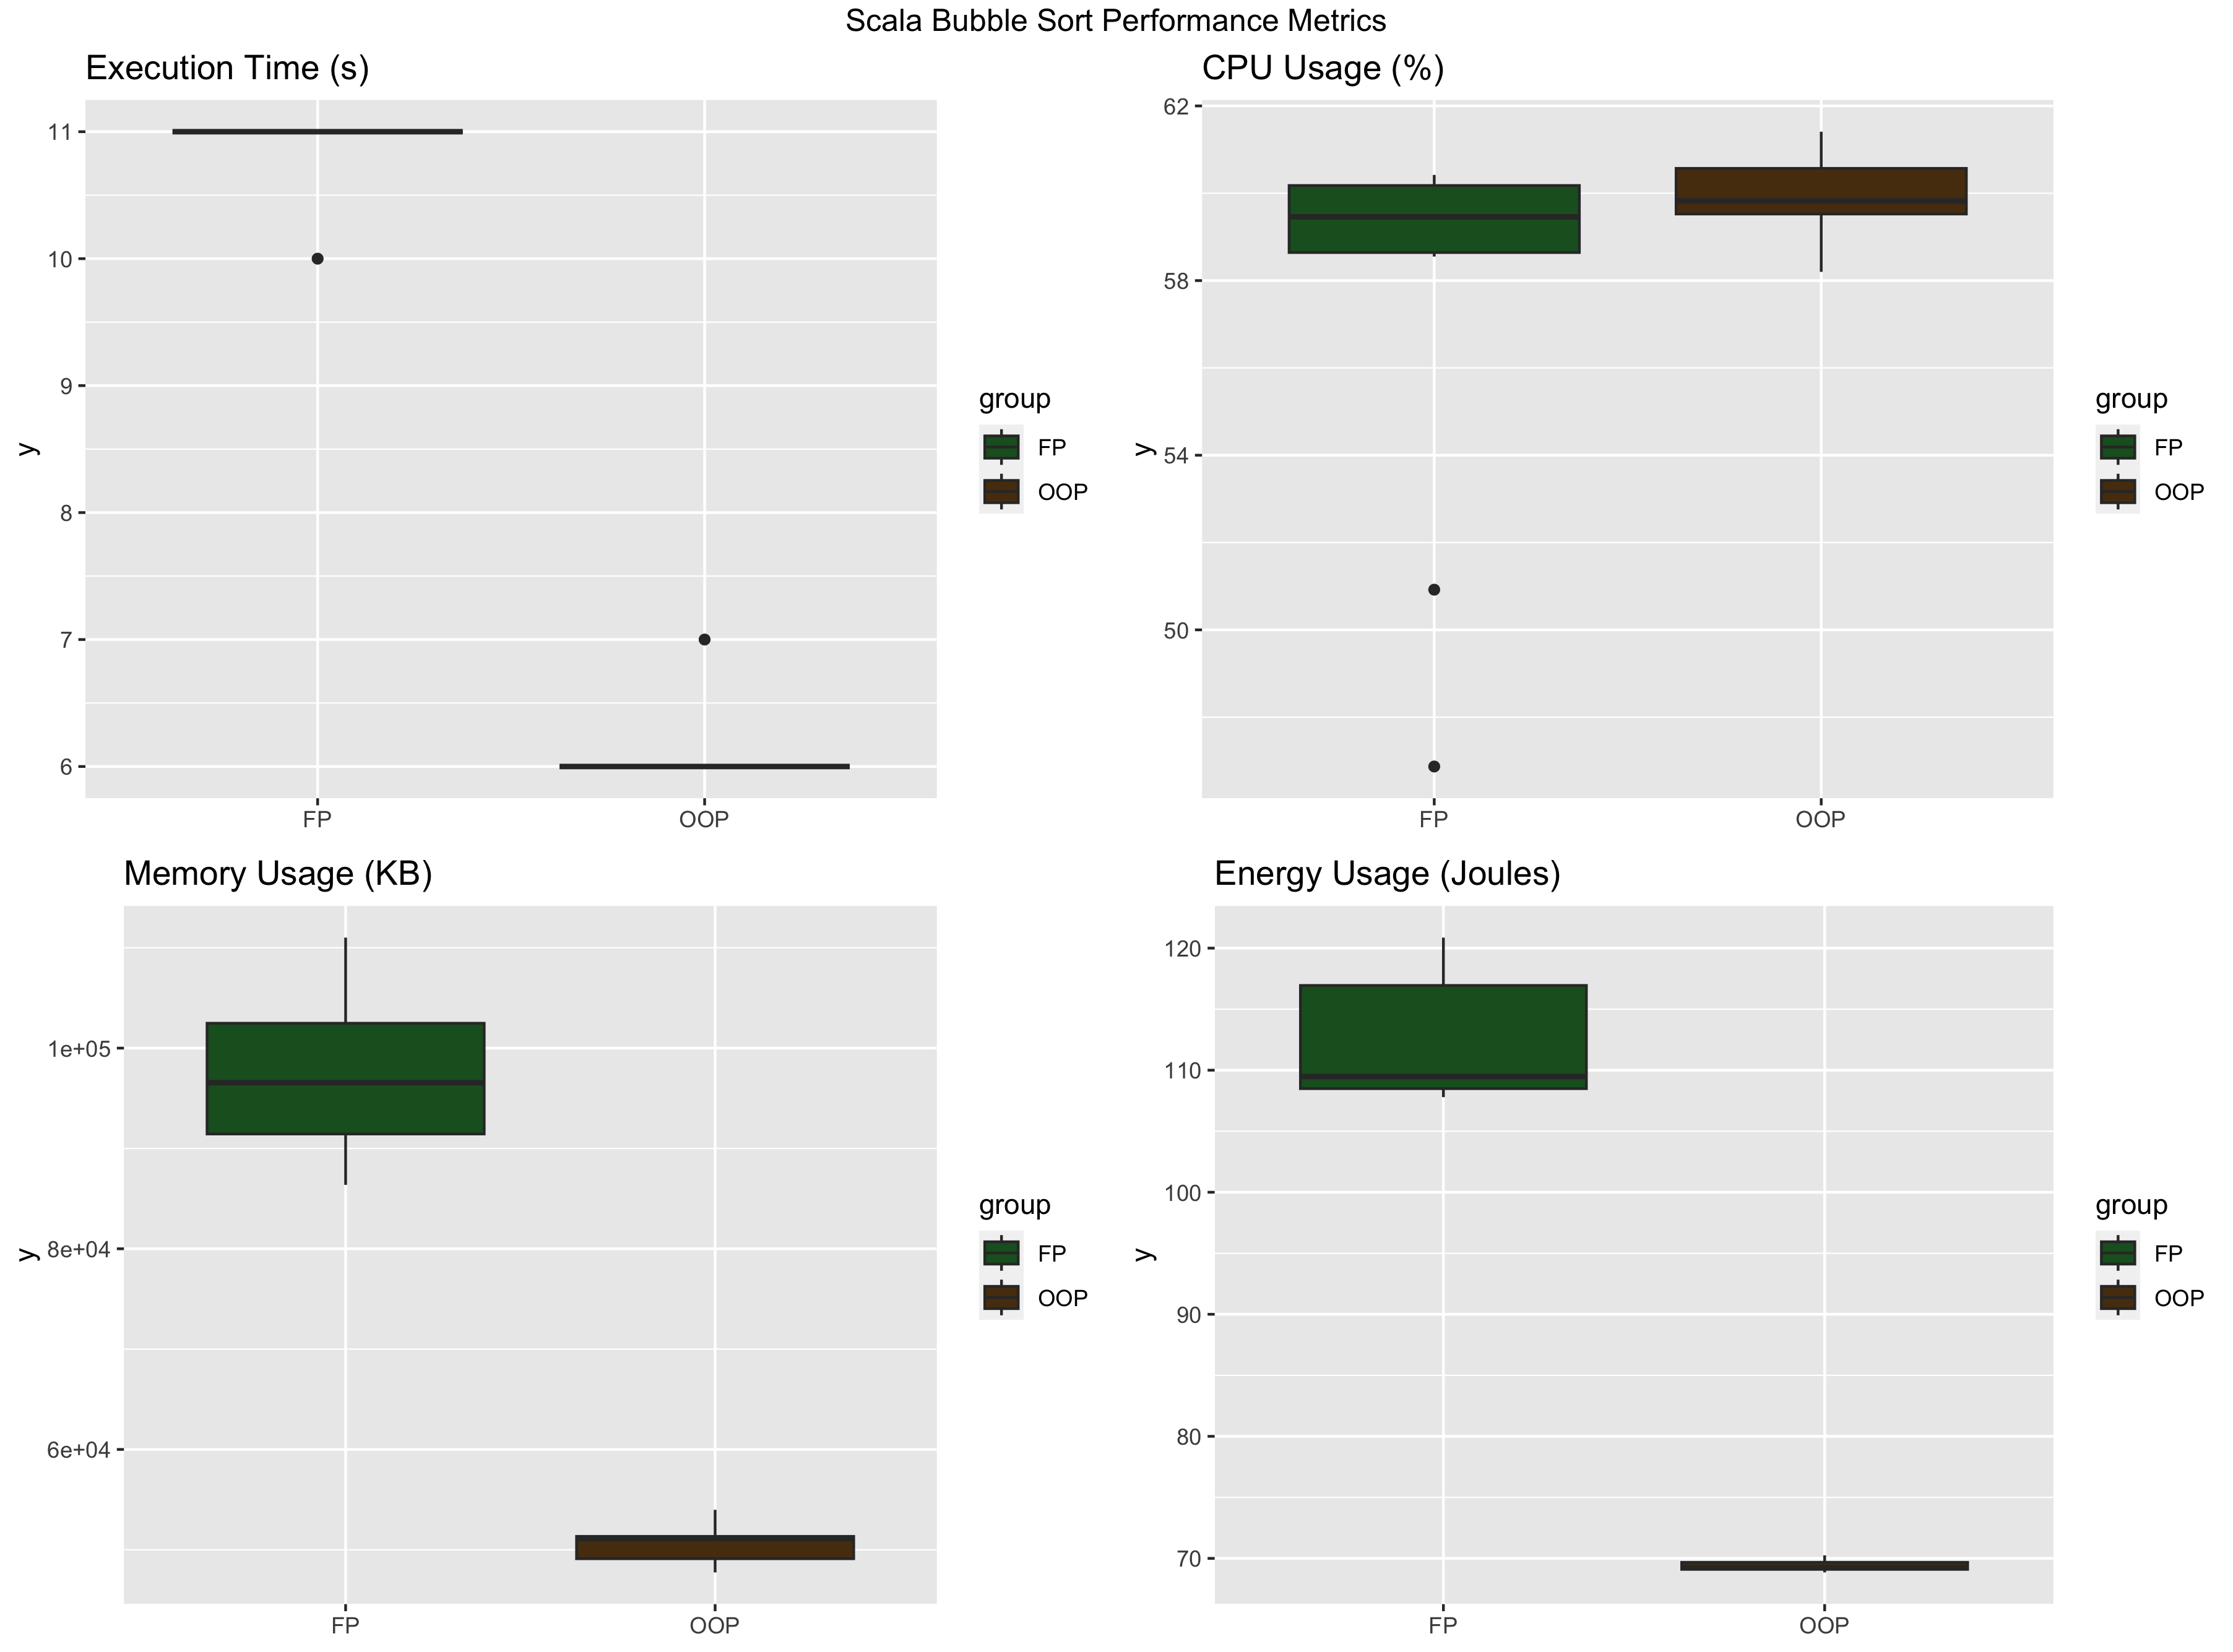 Scala Bubble Sort Performance Metrics
Execution Time (s)
11
10
9
8
7
6
y
FP
OOP
group
FP
OOP
CPU Usage (%)
62
58
54
50
y
FP
OOP
group
FP
OOP
Memory Usage (KB)
1e+05
8e+04
6e+04
y
FP
OOP
group
FP
OOP
Energy Usage (Joules)
120
110
100
90
80
70
y
FP
OOP
group
FP
OOP